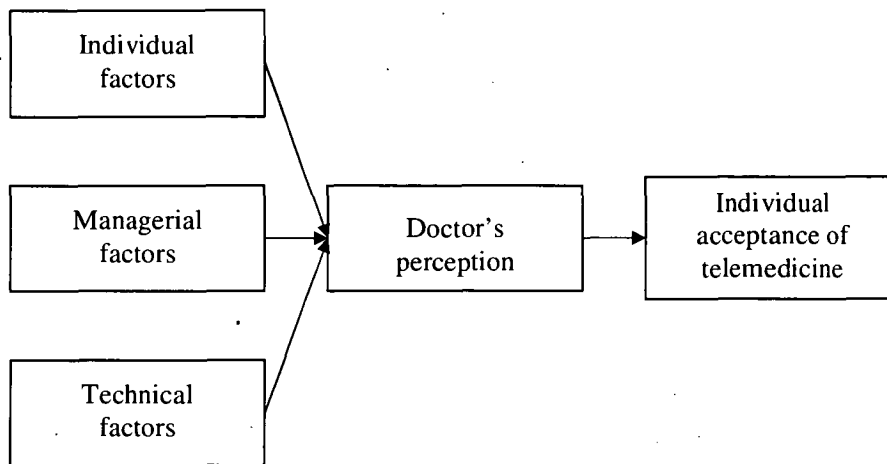 Individual
factors
Managerial
factors
Doctor's
perception
Individual
acceptance of
telemedicine
Technical
factors